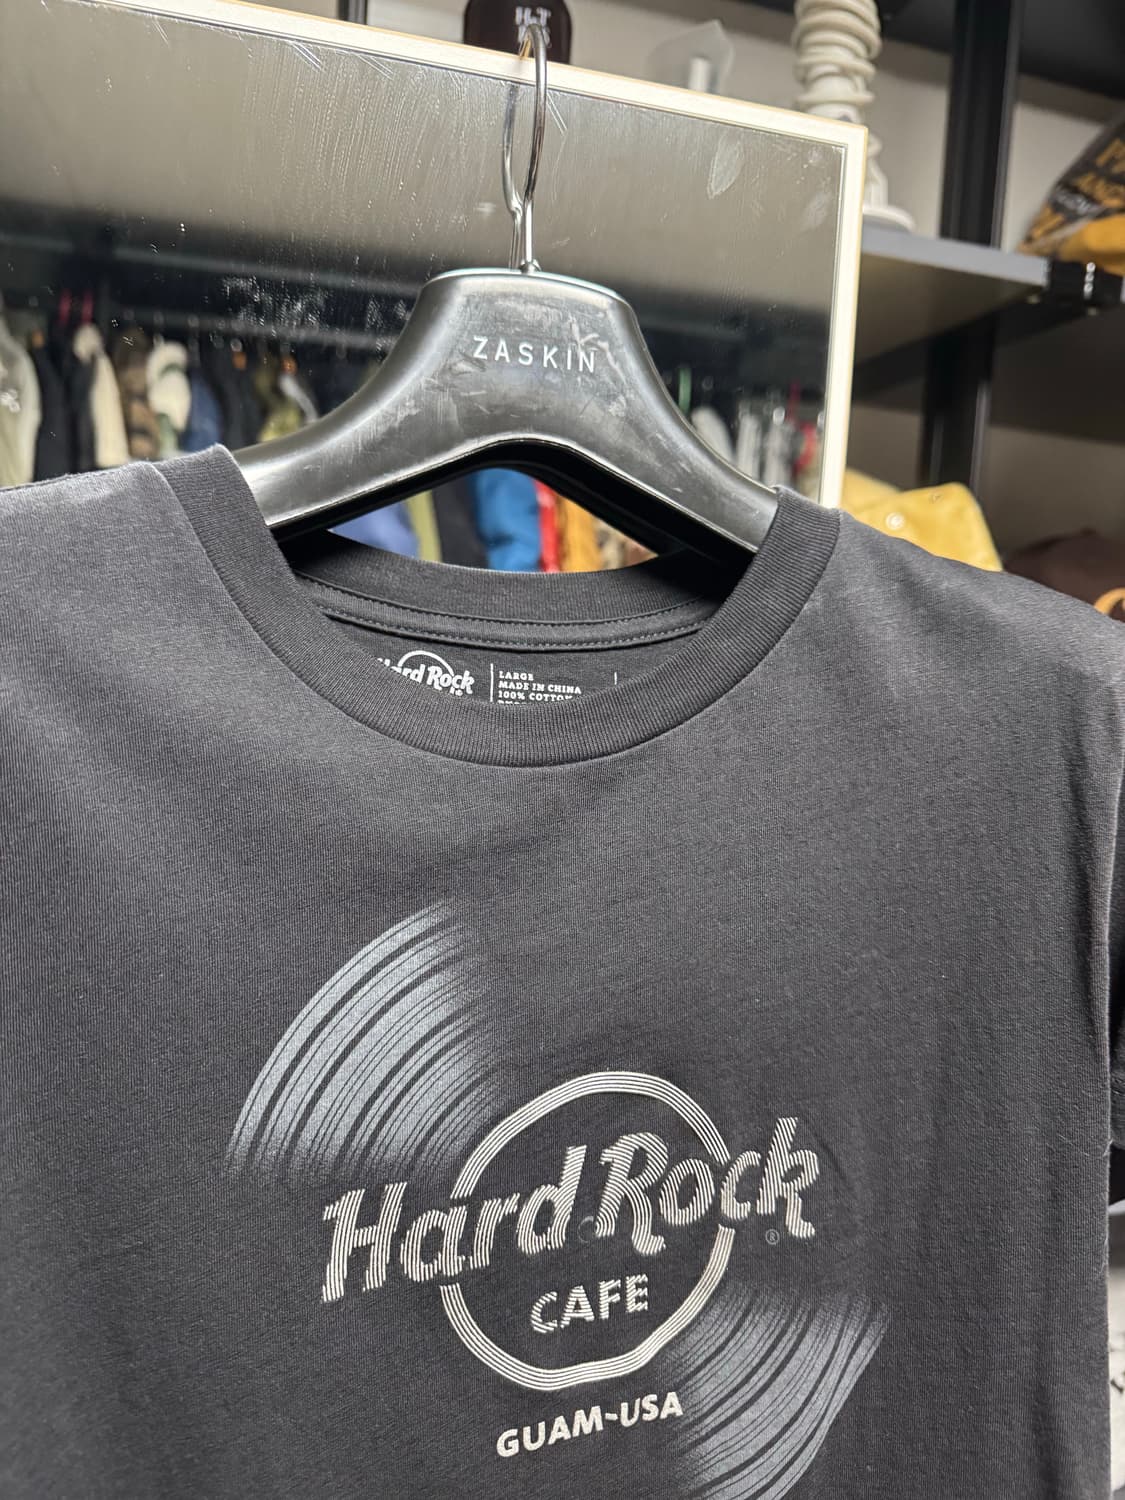 ZASKIN
Hard Rock
LARGE
MADE IN CHINA
100% COTTON
Hard Rock
®
CAFE
GUAM-USA